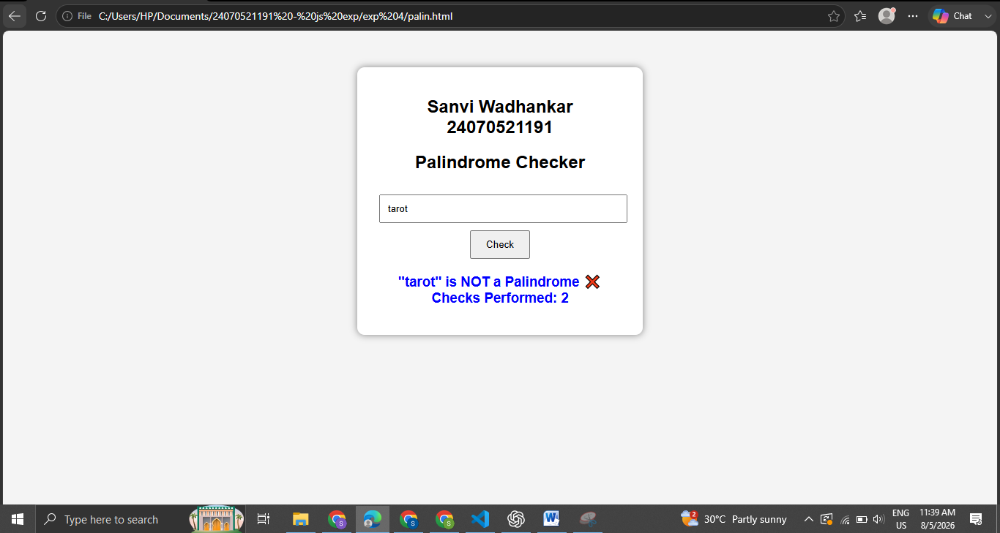 File C:/Users/HP/Documents/24070521191%20-%20js%20exp/exp%204/palin.html
Chat
Sanvi Wadhankar
24070521191
Palindrome Checker
tarot
Check
"tarot" is NOT a Palindrome ❌
Checks Performed: 2
Type here to search
S
S
S
W
2
30°C Partly sunny
ENG
US
11:39 AM
8/5/2026